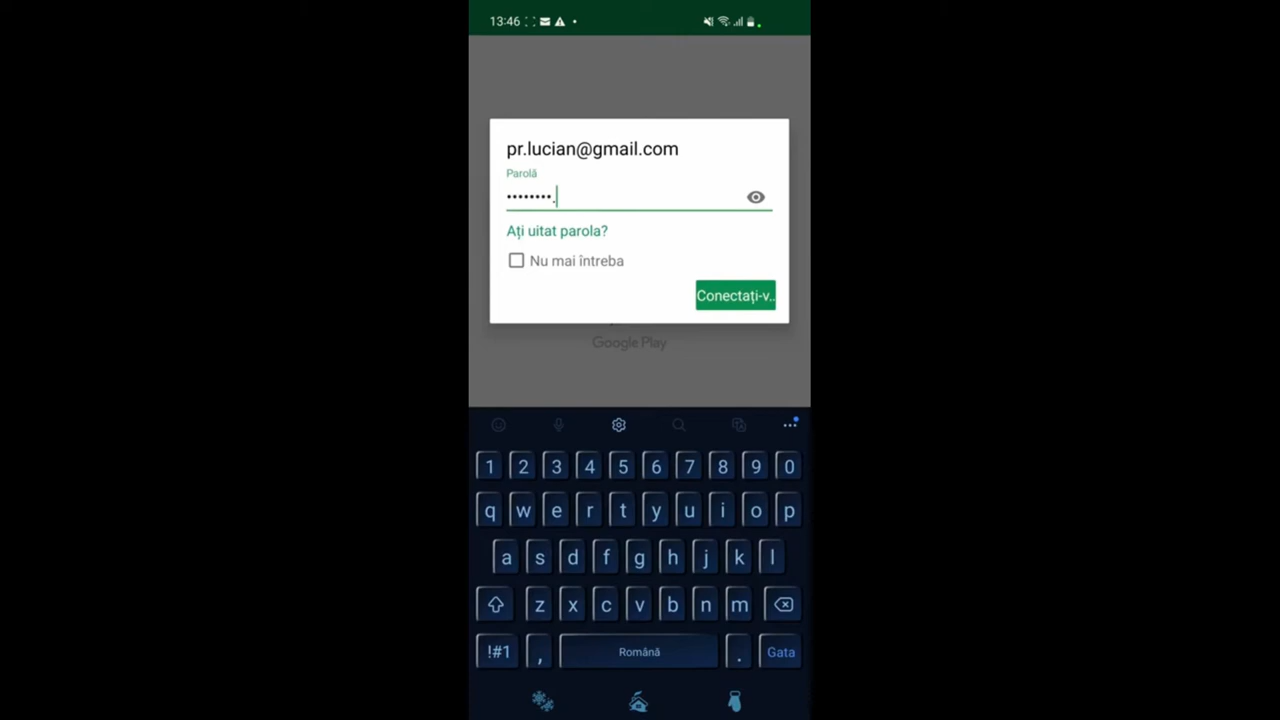 13:46
pr.lucian@gmail.com
Parolă
••••••••.
Ați uitat parola?
Nu mai întreba
Conectați-v..
Google Play
1 2 3 4 5 6 7 8 9 0
q w e r t y u i o p
a s d f g h j k l
z x c v b n m
!#1 , Română . Gata